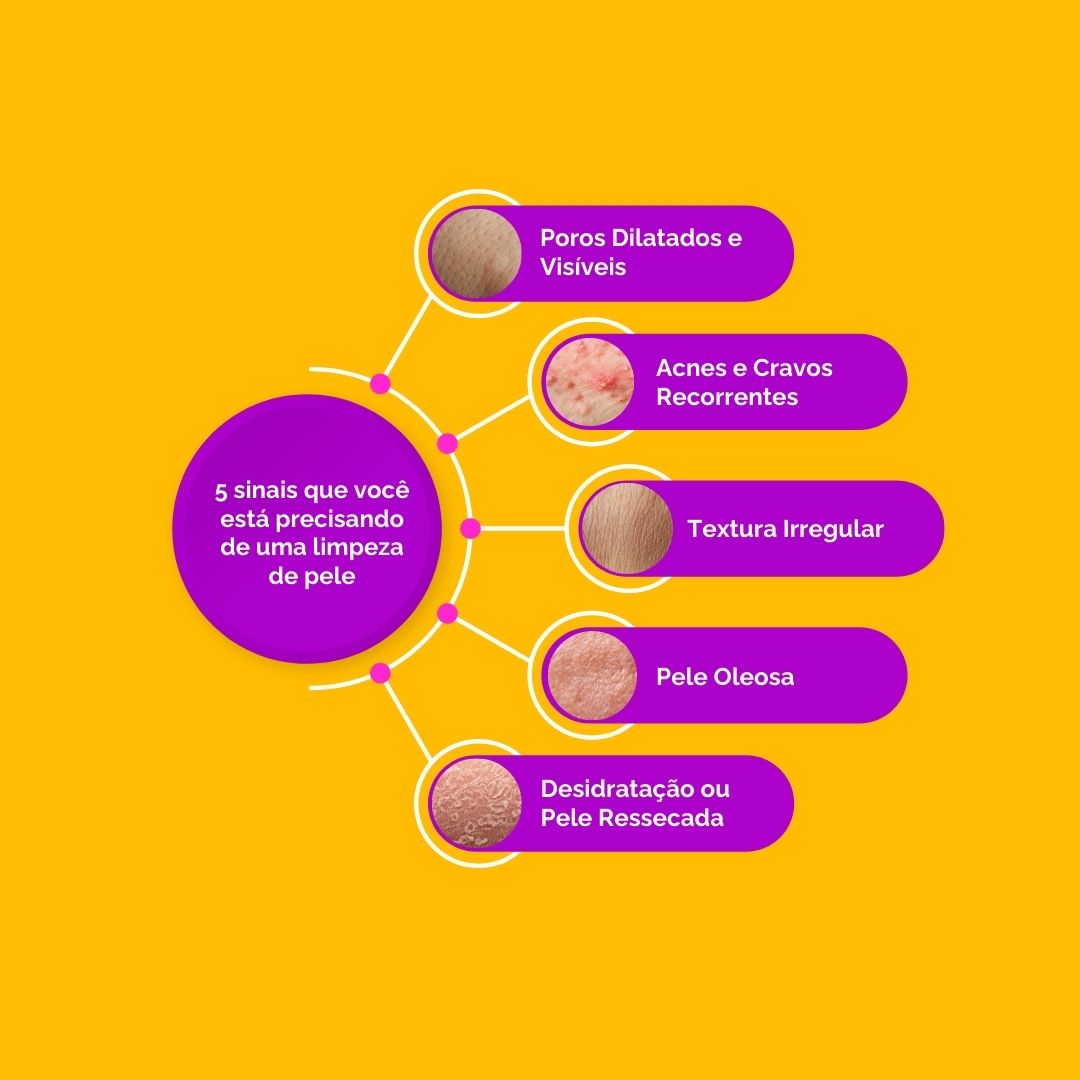 5 sinais que você
está precisando
de uma limpeza
de pele
Poros Dilatados e
Visíveis
Acnes e Cravos
Recorrentes
Textura Irregular
Pele Oleosa
Desidratação ou
Pele Ressecada